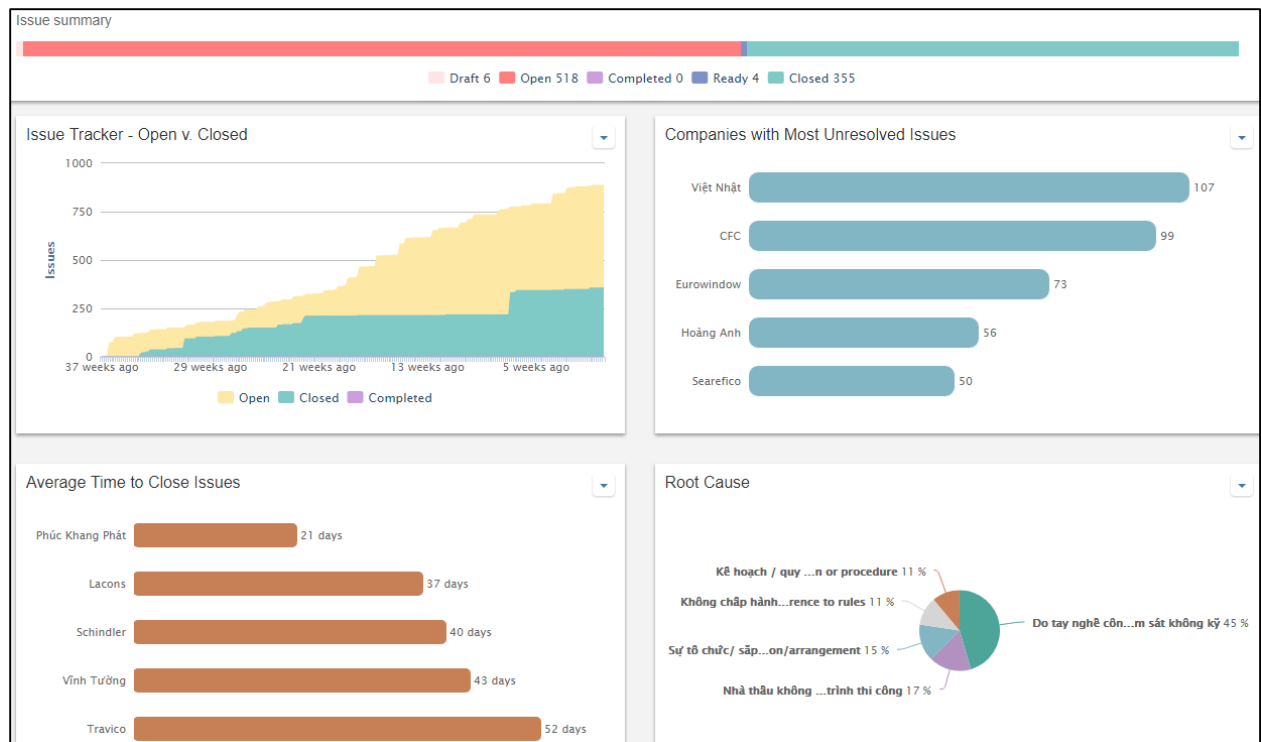 Issue summary
Draft 6 Open 518 Completed 0 Ready 4 Closed 355
Issue Tracker - Open v. Closed
1000
750
500
250
0
Issues
37 weeks ago 29 weeks ago 21 weeks ago 13 weeks ago 5 weeks ago
Open Closed Completed
Companies with Most Unresolved Issues
Việt Nhật 107
CFC 99
Eurowindow 73
Hoàng Anh 56
Searefico 50
Average Time to Close Issues
Phúc Khang Phát 21 days
Lacons 37 days
Schindler 40 days
Vĩnh Tường 43 days
Travico 52 days
Root Cause
Kế hoạch / quy ...n or procedure 11 %
Không chấp hành...rence to rules 11 %
Do tay nghề côn...m sát không kỹ 45 %
Sự tổ chức/ sắp...on/arrangement 15 %
Nhà thầu không ...trình thi công 17 %